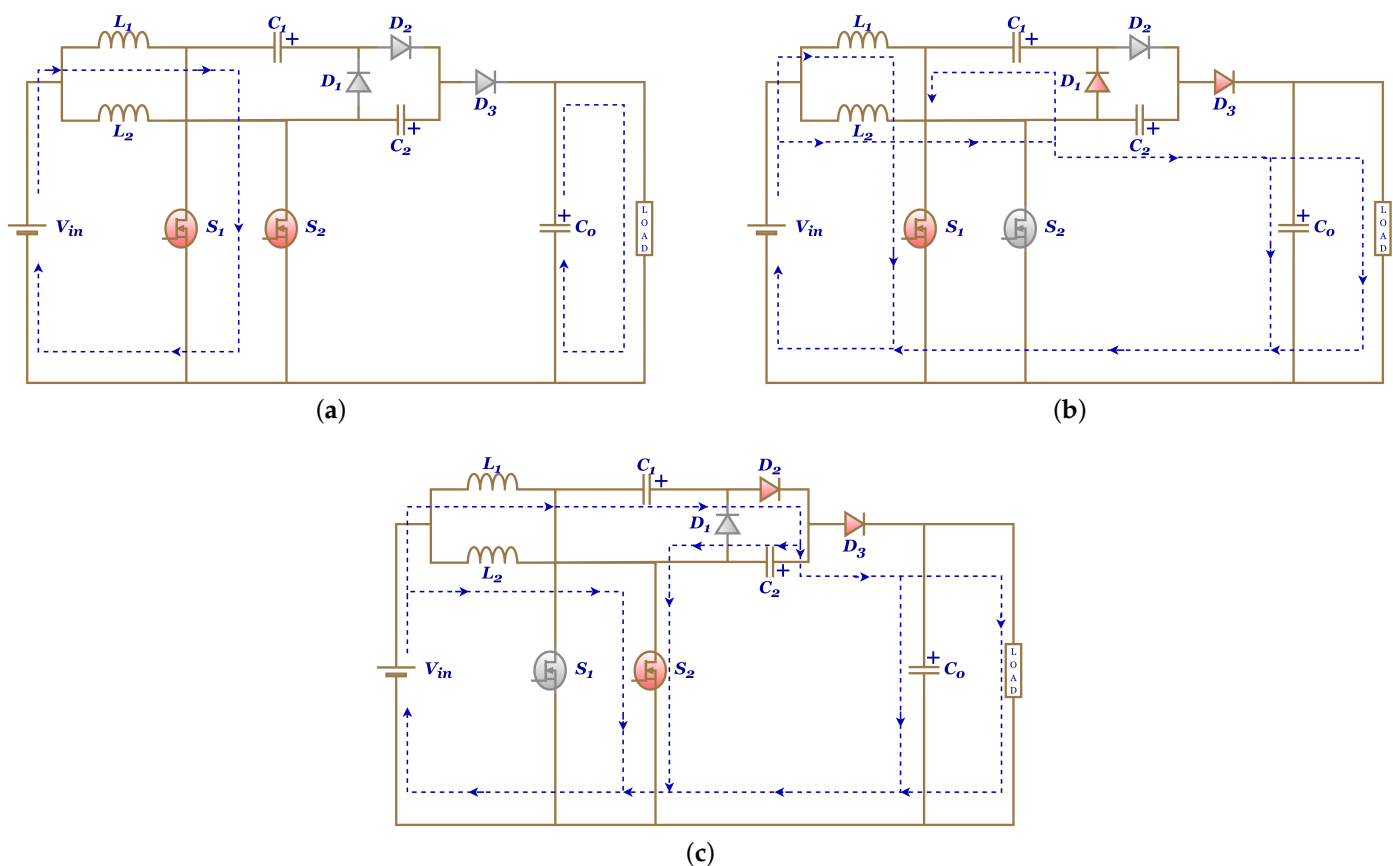 L₁ C₁ + D₂
D₁ D₃
L₂ C₂ +
Vin S₁ S₂ + Cₒ LOAD
(a)
L₁ C₁ + D₂
D₁ D₃
L₂ C₂ +
Vin S₁ S₂ + Cₒ LOAD
(b)
L₁ C₁ + D₂
D₁ D₃
L₂ C₂ +
Vin S₁ S₂ + Cₒ LOAD
(c)